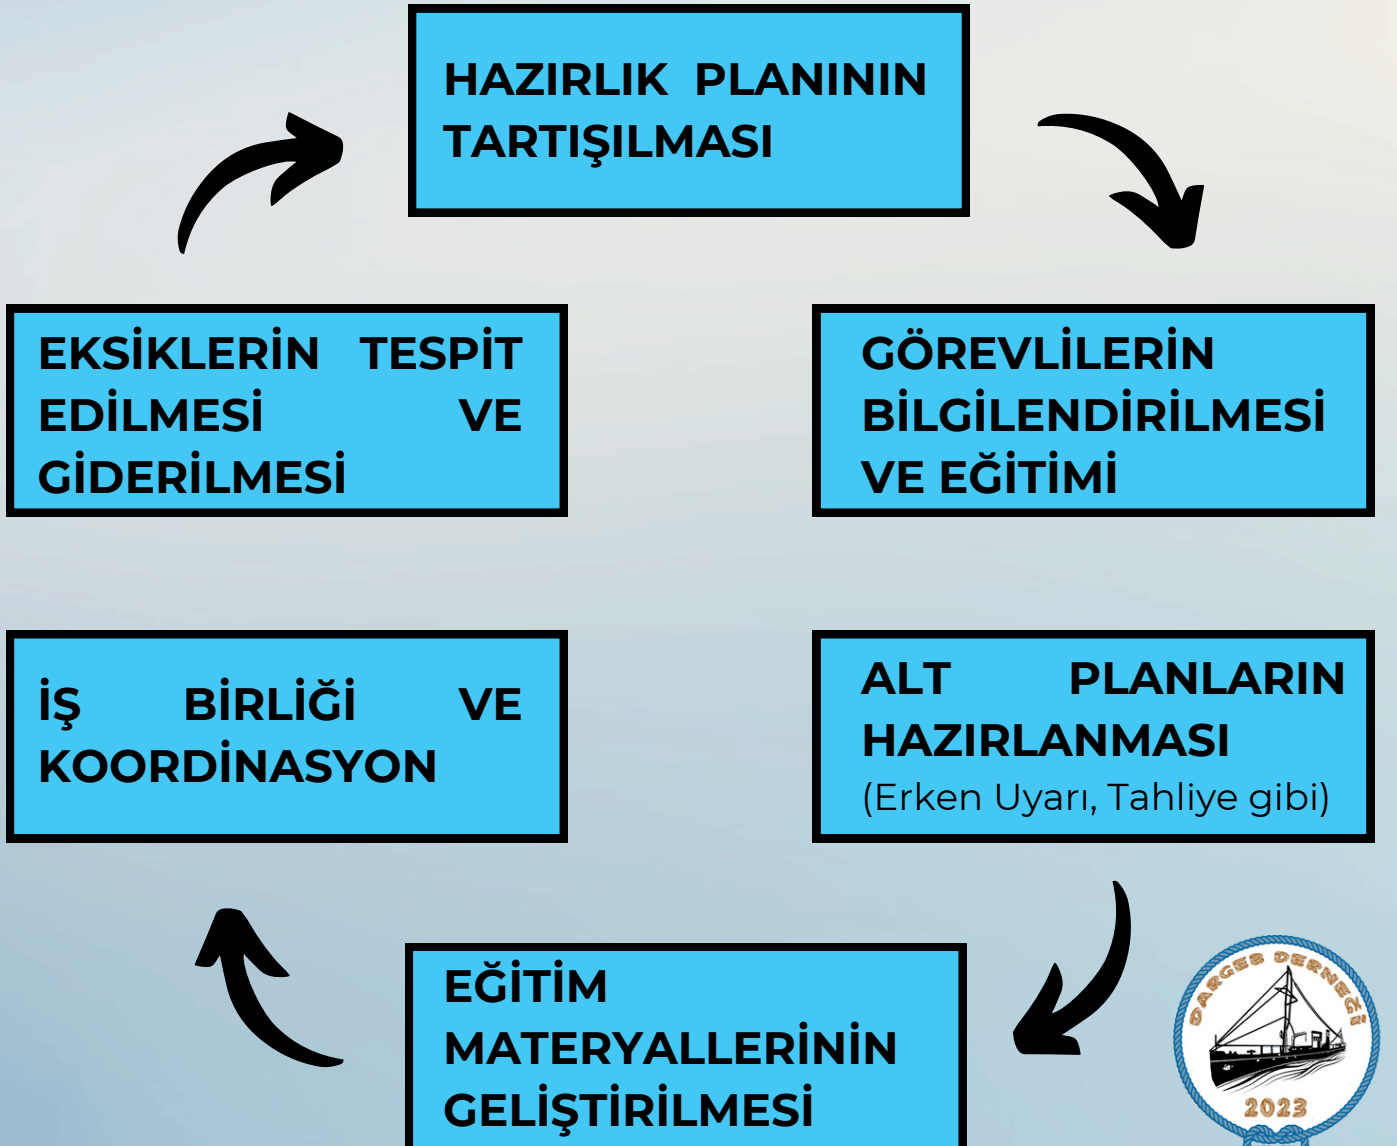 HAZIRLIK PLANININ
TARTIŞILMASI
GÖREVLİLERİN
BİLGİLENDİRİLMESİ
VE EĞİTİMİ
ALT PLANLARIN
HAZIRLANMASI
(Erken Uyarı, Tahliye gibi)
EĞİTİM
MATERYALLERİNİN
GELİŞTİRİLMESİ
İŞ BİRLİĞİ VE
KOORDİNASYON
EKSİKLERİN TESPİT
EDİLMESİ VE
GİDERİLMESİ
DARGEB DERNEĞİ
2023